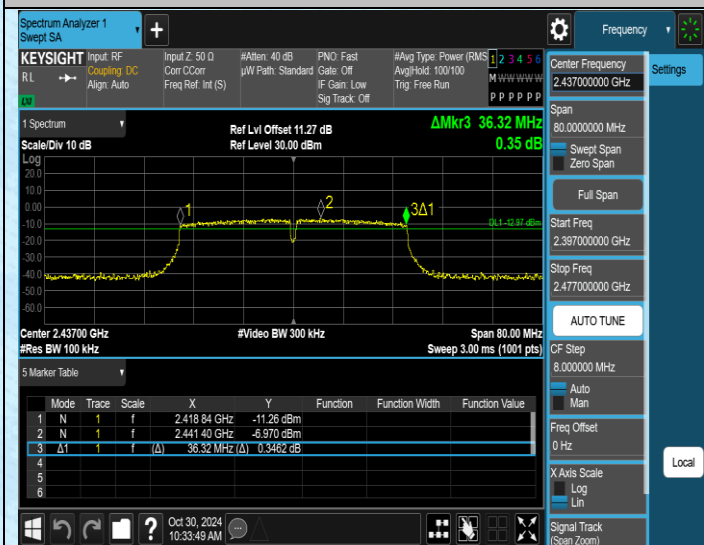 Spectrum Analyzer 1
Swept SA
Frequency
KEYSIGHT
RL
LXI
Input: RF
Coupling: DC
Align: Auto
Input Z: 50 Ω
Corr CCorr
Freq Ref: Int (S)
#Atten: 40 dB
µW Path: Standard
PNO: Fast
Gate: Off
IF Gain: Low
Sig Track: Off
#Avg Type: Power (RMS
Avg|Hold: 100/100
Trig: Free Run
1 2 3 4 5 6
M W W W W W
P P P P P P
1 Spectrum
Scale/Div 10 dB
Ref Lvl Offset 11.27 dB
Ref Level 30.00 dBm
ΔMkr3 36.32 MHz
0.35 dB
Log
20.0
10.0
0.00
-10.0
-20.0
-30.0
-40.0
-50.0
-60.0
1
2
3Δ1
DL1 -12.97 dBm
Center 2.43700 GHz
#Res BW 100 kHz
#Video BW 300 kHz
Span 80.00 MHz
Sweep 3.00 ms (1001 pts)
5 Marker Table
Mode Trace Scale X Y Function Function Width Function Value
1 N 1 f 2.418 84 GHz -11.26 dBm
2 N 1 f 2.441 40 GHz -6.970 dBm
3 Δ1 1 f (Δ) 36.32 MHz (Δ) 0.3462 dB
4
5
6
Oct 30, 2024
10:33:49 AM
?
Center Frequency
2.437000000 GHz
Settings
Span
80.0000000 MHz
Swept Span
Zero Span
Full Span
Start Freq
2.397000000 GHz
Stop Freq
2.477000000 GHz
AUTO TUNE
CF Step
8.000000 MHz
Auto
Man
Freq Offset
0 Hz
X Axis Scale
Log
Lin
Local
Signal Track
(Span Zoom)